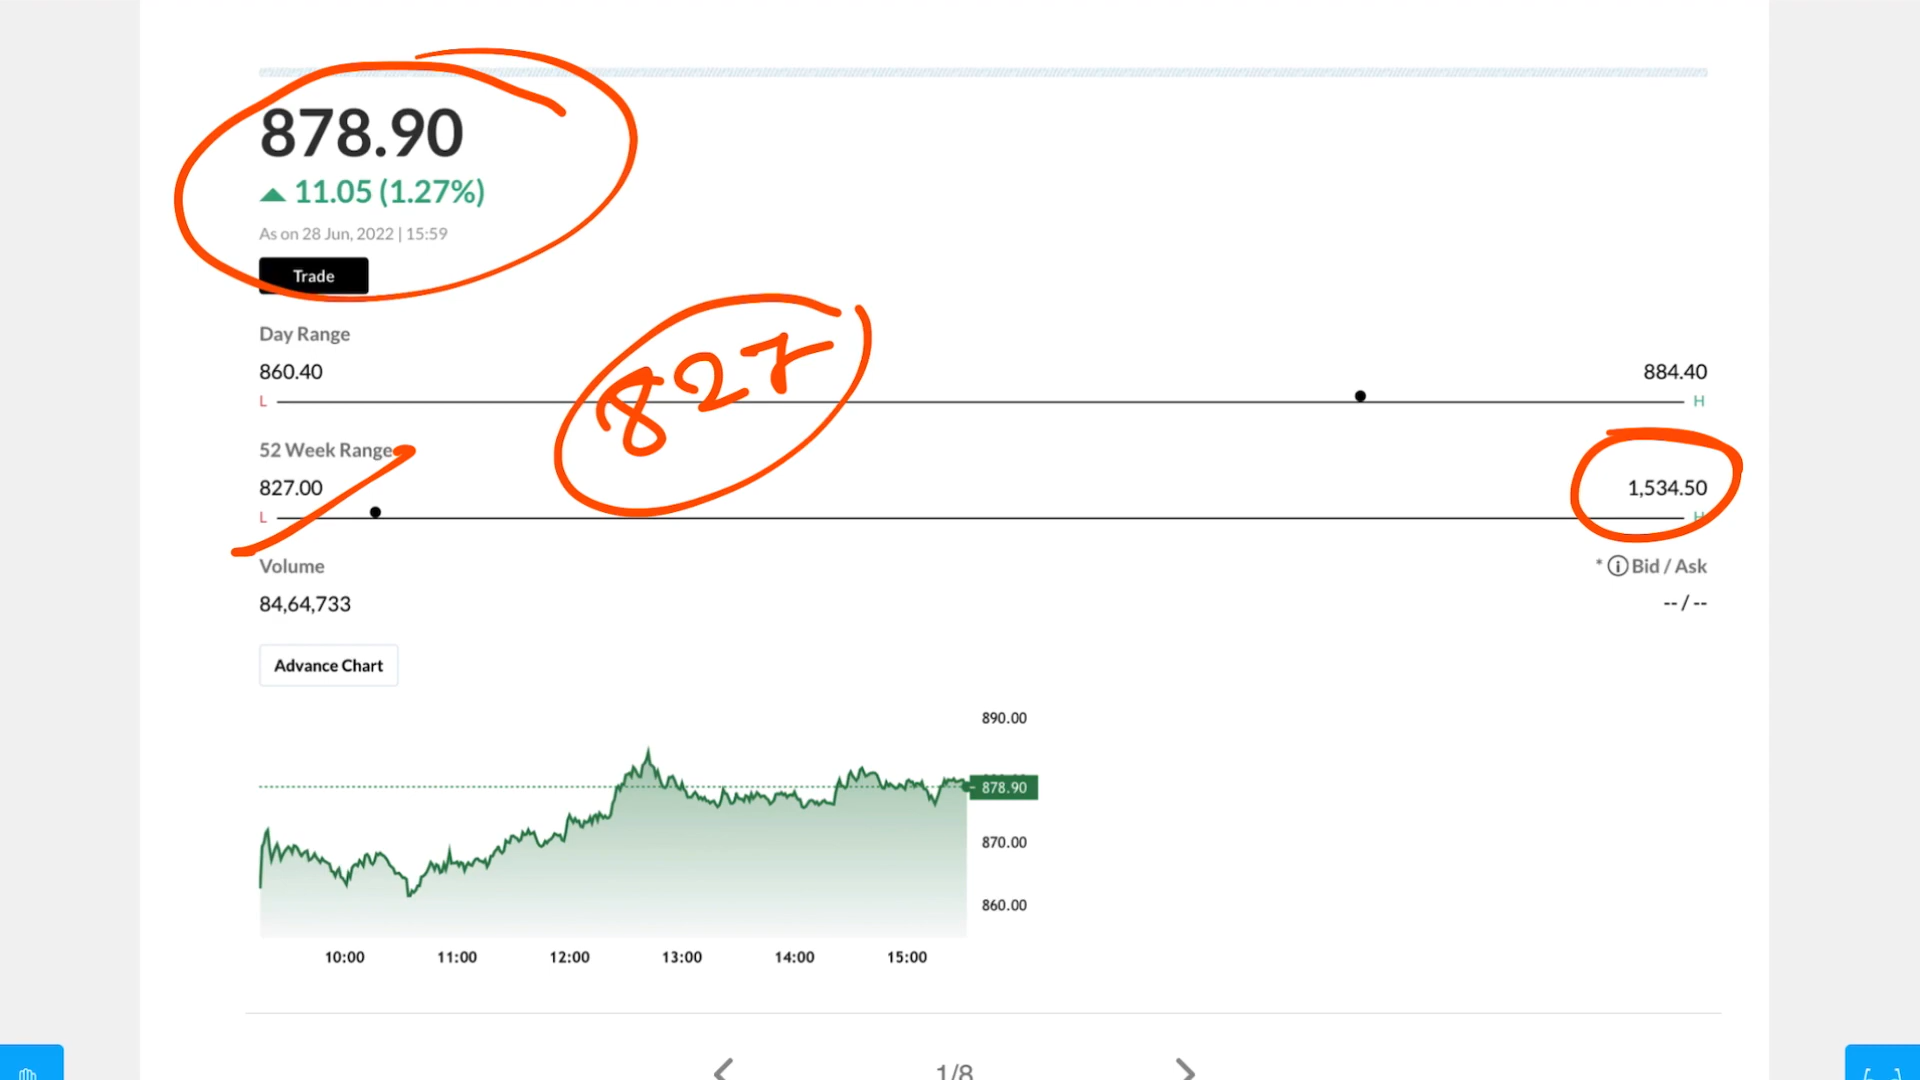 878.90
▲ 11.05 (1.27%)
As on 28 Jun, 2022 | 15:59
Trade
Day Range
860.40 884.40
L H
827
52 Week Range
827.00 1,534.50
L H
Volume * ⓘ Bid / Ask
84,64,733 -- / --
Advance Chart
890.00
878.90
870.00
860.00
10:00 11:00 12:00 13:00 14:00 15:00
1/8